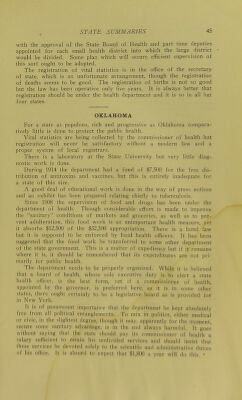 STATE SUMMARIES 45
with the approval of the State Board of Health and part time deputies
appointed for each small health district into which the large district
would be divided. Some plan which will secure efficient supervision of
this sort ought to be adopted.
The registration of vital statistics is in the office of the secretary
of state, which is an unfortunate arrangement, though the registration
of deaths seems to be good. The registration of births is not so good
but the law has been operative only five years. It is always better that
registration should be under the health department and it is so in all but
four states.
OKLAHOMA
For a state as populous, rich and progressive as Oklahoma compara-
tively little is done to protect the public health.
Vital statistics are being collected by the commissioner of health but
registration will never be satisfactory without a modern law and a
proper system of local registrars.
There is a laboratory at the State University but very little diag-
nostic work is done.
During 1914 the department had a fund of $7,500 for the free dis-
tribution of antitoxins and vaccines, but this is entirely inadequate for
a state of this size.
A good deal of educational work is done in the way of press notices
and an exhibit has been prepared relating chiefly to tuberculosis.
Since 1908 the supervision of food and drugs has been under the
department of health. Though considerable effort is made to improve
the "sanitary" conditions of markets and groceries, as well as to pre-
vent adulteration, this food work is an unimportant health measure, yet
it absorbs $12,500 of the $32,500 appropriation. There is a hotel law
but it is supposed to be enforced by local health officers. It has been
suggested that the food work be transferred to some other department
of the state government. This is a matter of expediency but if it remains
where it is, it should be remembered that its expenditures are not pri-
marily for public health.
The department needs to be properly organized. While it is believed
that a board of health, whose sole executive duty is to elect a state
health officer, is the best form, yet if a commissioner of health,
appointed by the governor, is preferred here, as it is in some other
states, there ought certainly to be a legislative board as is provided for
in New York.
It is of paramount importance that the department be kept absolutely
free from all political entanglements. To mix in politics, either medical
or civic, in the slightest degree, though it may, apparently for the moment,
secure some sanitary advantage, is in the end always harmful. It goes
without saying that the state should pay its commissioner of health a
salary sufficient to retain his undivided services and should insist that
those services be devoted solely to the scientific and administrative duties
of his office. It is absurd to expect that $1,800 a year will do this.